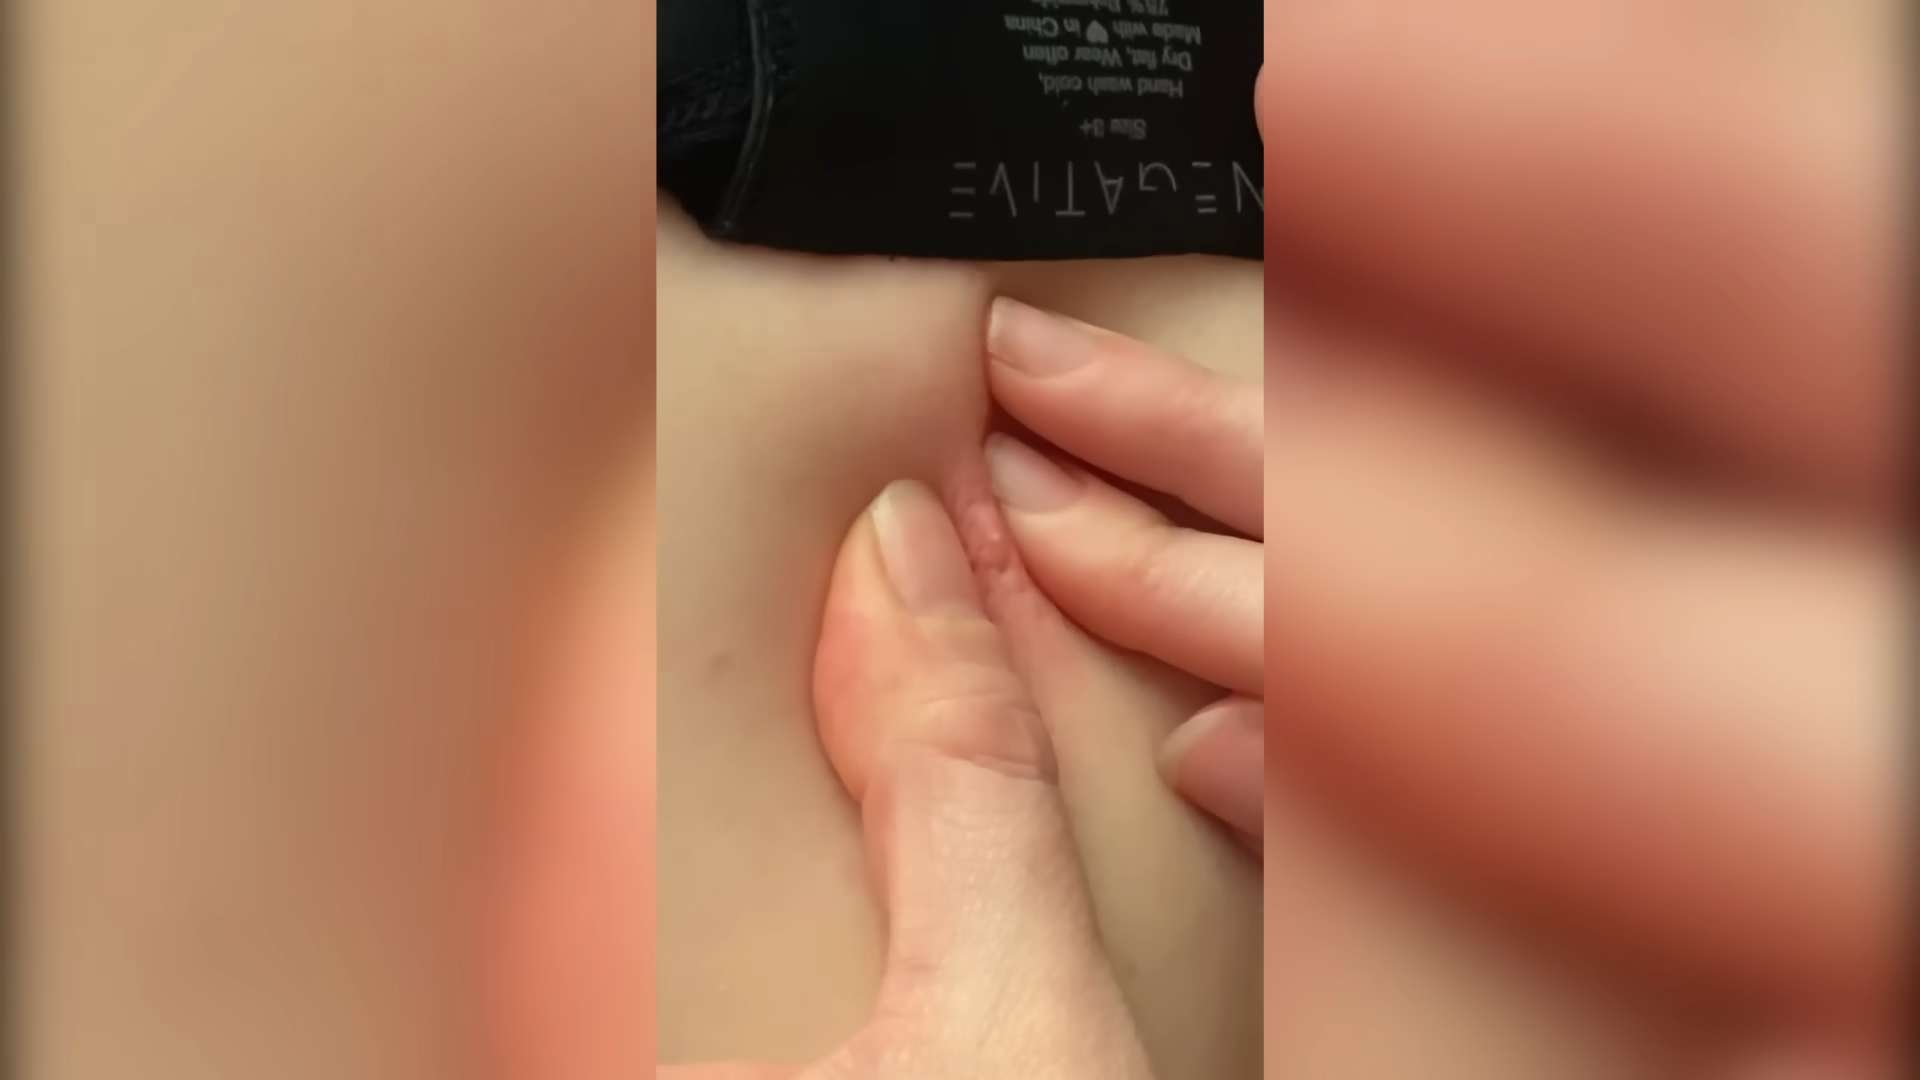 NEGATIVE
Size 3+
Hand wash cold,
Dry flat, Wear often
Made with ♥ in China